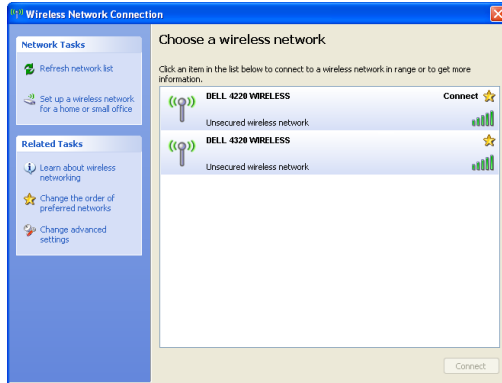 Wireless Network Connection
Network Tasks
Refresh network list
Set up a wireless network
for a home or small office
Related Tasks
Learn about wireless
networking
Change the order of
preferred networks
Change advanced
settings
Choose a wireless network
Click an item in the list below to connect to a wireless network in range or to get more
information.
DELL 4220 WIRELESS
Connect
Unsecured wireless network
DELL 4320 WIRELESS
Unsecured wireless network
Connect